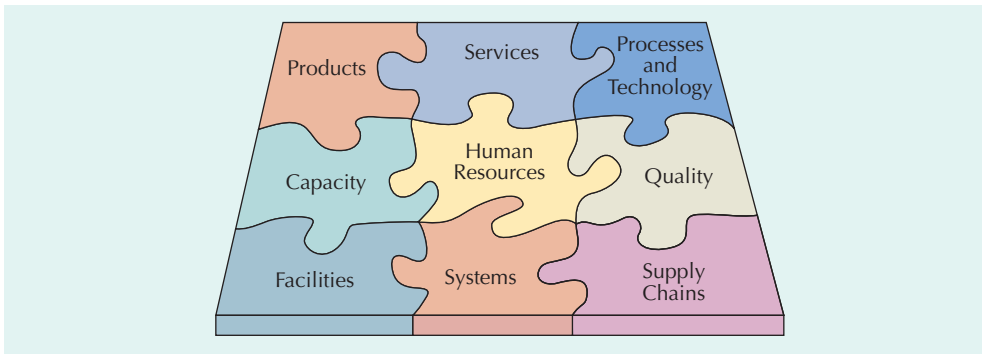 Products
Services
Processes
and
Technology
Capacity
Human
Resources
Quality
Facilities
Systems
Supply
Chains